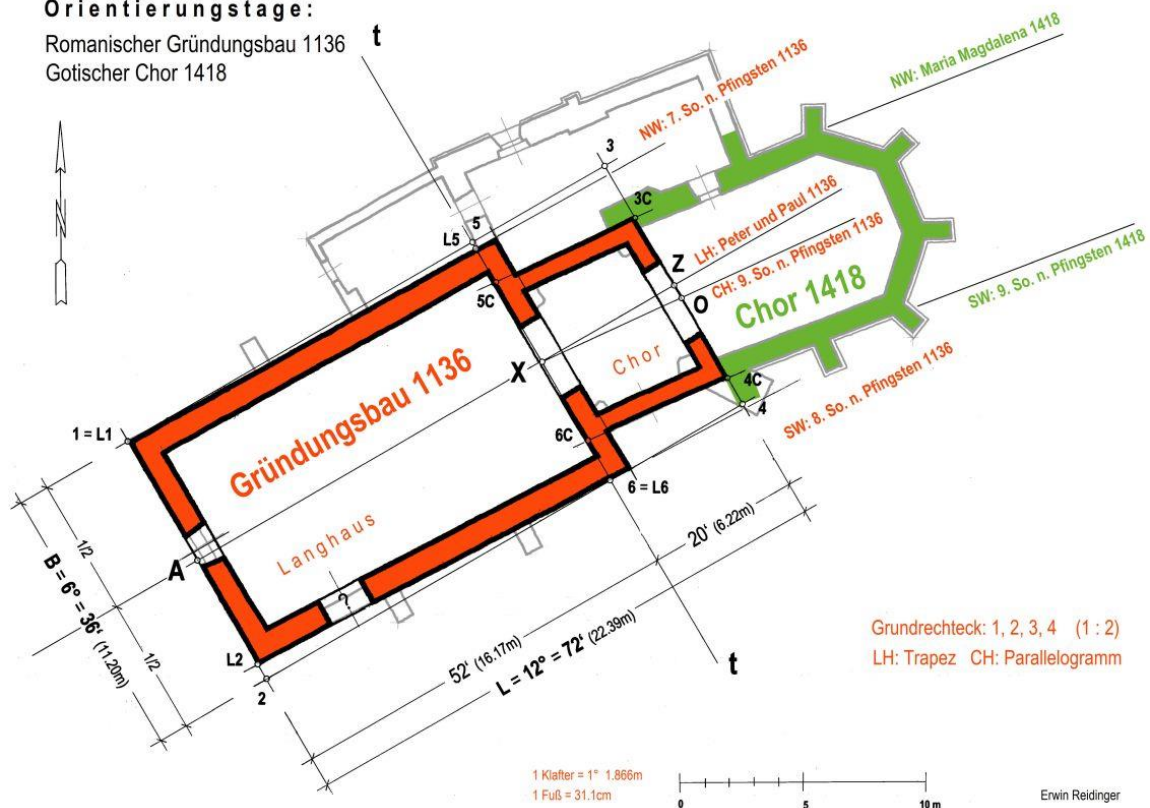 Orientierungstage:
Romanischer Gründungsbau 1136
Gotischer Chor 1418
t
N
NW: Maria Magdalena 1418
NW: 7. So. n. Pfingsten 1136
3
3C
5
L5
5C
LH: Peter und Paul 1136
CH: 9. So. n. Pfingsten 1136
Z
O
Chor 1418
SW: 9. So. n. Pfingsten 1418
X
Chor
Gründungsbau 1136
4C
4
SW: 8. So. n. Pfingsten 1136
6C
1 = L1
6 = L6
Langhaus
A
?
L2
2
B = 6° = 36‘ (11.20m)
1/2
1/2
20‘ (6.22m)
52‘ (16.17m)
L = 12° = 72‘ (22.39m)
t
Grundrechteck: 1, 2, 3, 4 (1 : 2)
LH: Trapez CH: Parallelogramm
1 Klafter = 1° 1.866m
1 Fuß = 31.1cm
0 5 10 m
Erwin Reidinger